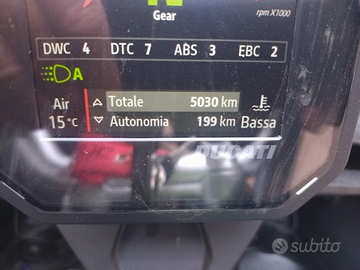 N
rpm X1000
Gear
DWC 4 DTC 7 ABS 3 EBC 2
A
Air
15 °C
Totale 5030 km
Autonomia 199 km
Bassa
DUCATI
subito